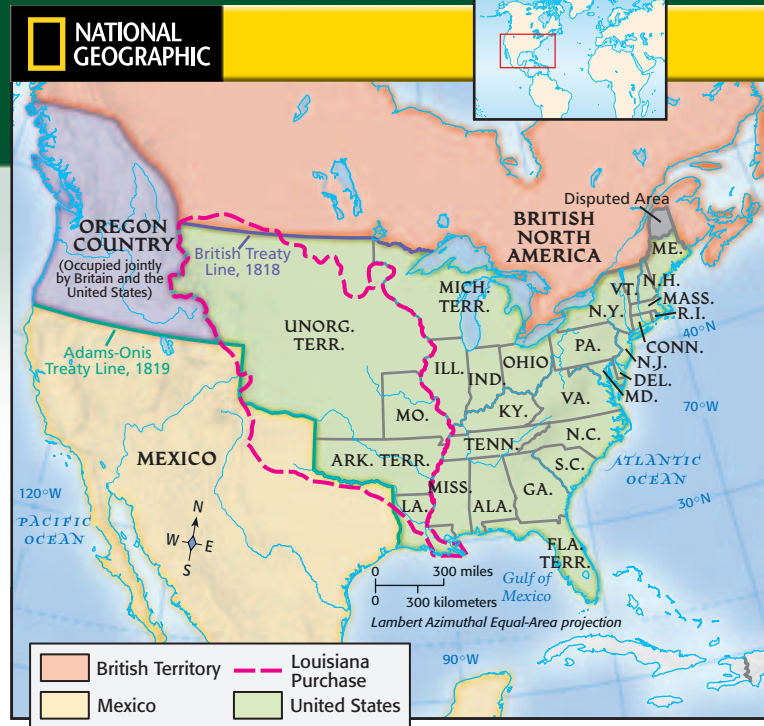 NATIONAL
GEOGRAPHIC
Disputed Area
OREGON
COUNTRY
(Occupied jointly
by Britain and the
United States)
British Treaty
Line, 1818
BRITISH
NORTH
AMERICA
ME.
MICH.
TERR.
VT.
N.H.
MASS.
N.Y.
R.I.
40°N
UNORG.
TERR.
Adams-Onis
Treaty Line, 1819
CONN.
PA.
N.J.
OHIO
ILL.
IND.
DEL.
MD.
VA.
MO.
KY.
70°W
N.C.
TENN.
MEXICO
ARK. TERR.
S.C.
ATLANTIC
OCEAN
MISS.
GA.
ALA.
LA.
30°N
120°W
PACIFIC
OCEAN
N
W E
S
FLA.
TERR.
0 300 miles
0 300 kilometers
Gulf of
Mexico
Lambert Azimuthal Equal-Area projection
90°W
British Territory
Louisiana
Purchase
Mexico
United States